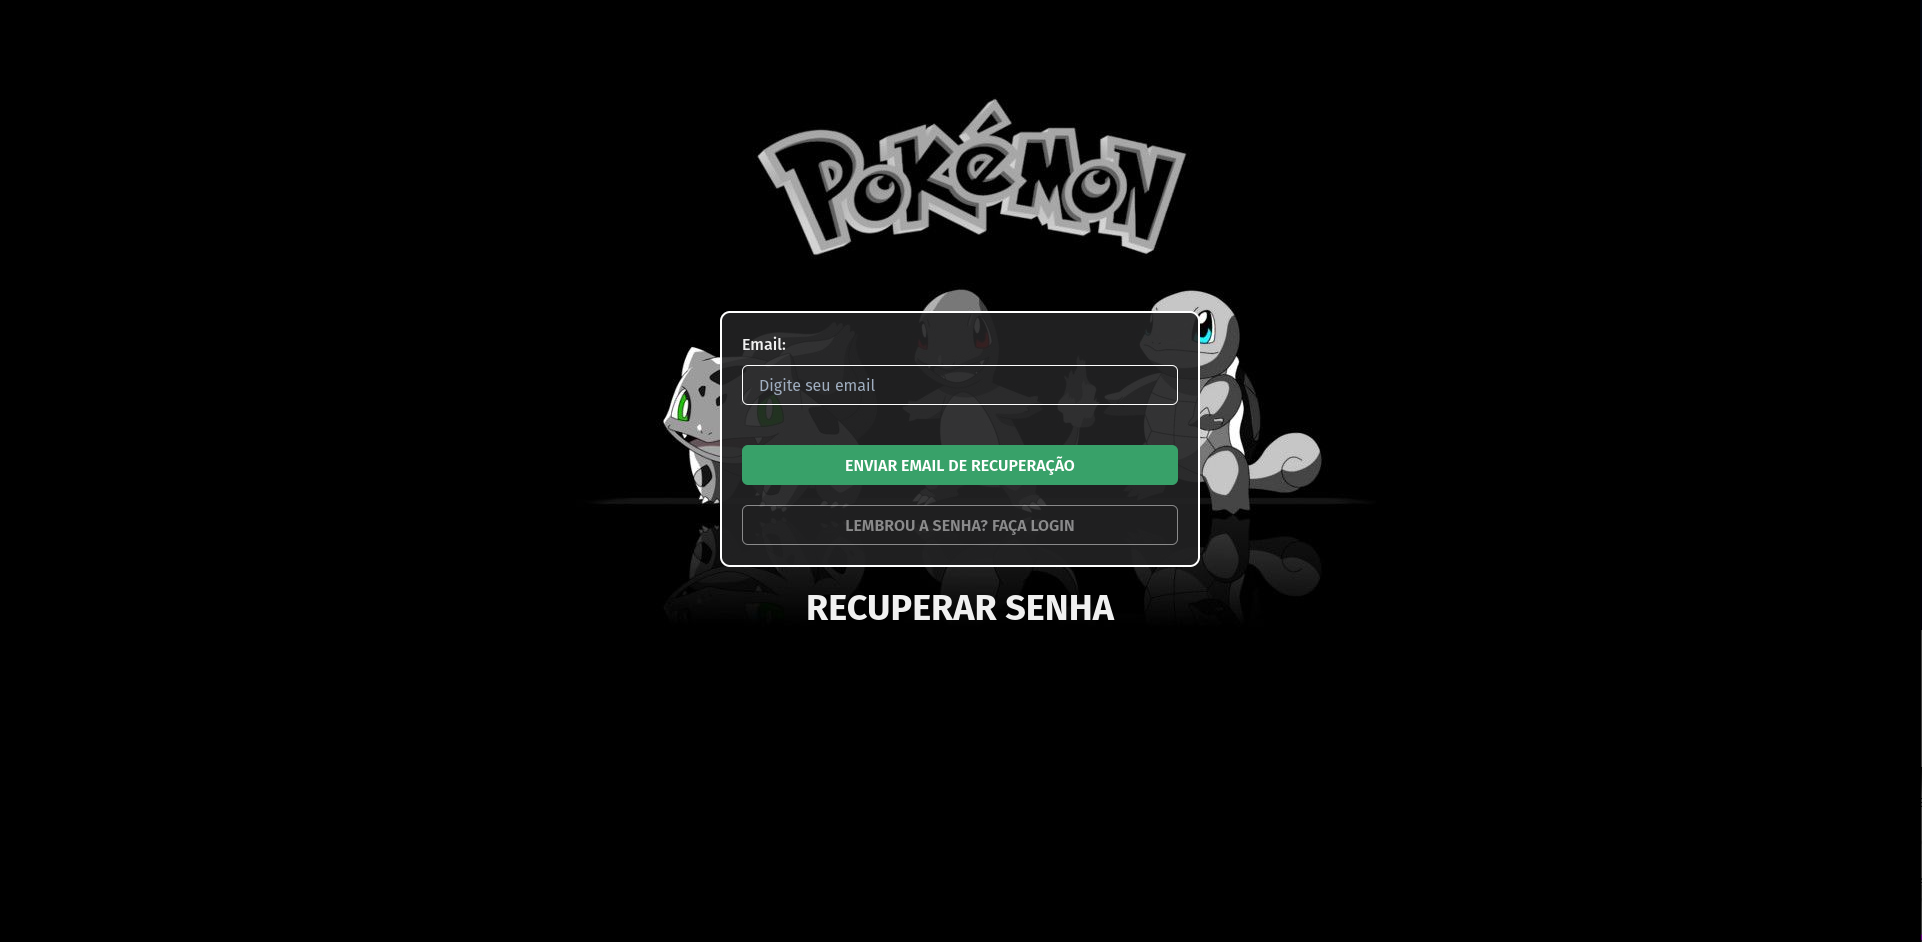 POKéMON
Email:
Digite seu email
ENVIAR EMAIL DE RECUPERAÇÃO
LEMBROU A SENHA? FAÇA LOGIN
RECUPERAR SENHA